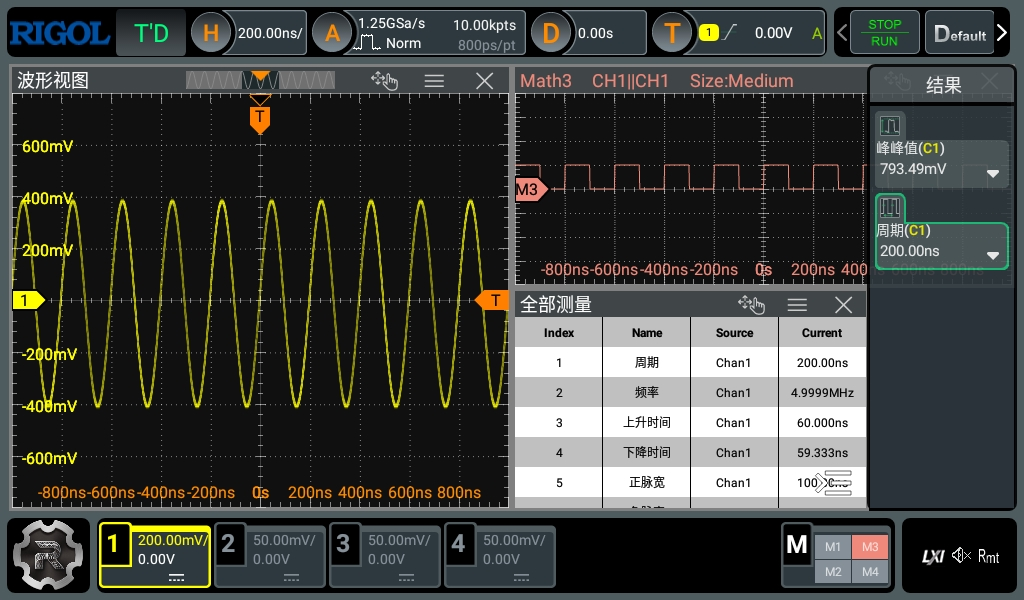 RIGOL T'D H 200.00ns/ A 1.25GSa/s 10.00kpts D 0.00s T 1 0.00V A STOP Default
Norm 800ps/pt RUN
波形视图
T
600mV
400mV
200mV
1 T
-200mV
-400mV
-600mV
-800ns -600ns -400ns -200ns 0s 200ns 400ns 600ns 800ns
Math3 CH1||CH1 Size:Medium
M3
-800ns -600ns -400ns -200ns 0s 200ns 400 600ns 800ns
全部测量
Index Name Source Current
1 周期 Chan1 200.00ns
2 频率 Chan1 4.9999MHz
3 上升时间 Chan1 60.000ns
4 下降时间 Chan1 59.333ns
5 正脉宽 Chan1 100
结果
峰峰值(C1)
793.49mV
周期(C1)
200.00ns
1 200.00mV/
0.00V
2 50.00mV/
0.00V
3 50.00mV/
0.00V
4 50.00mV/
0.00V
M M1 M3
M2 M4
LXI Rmt